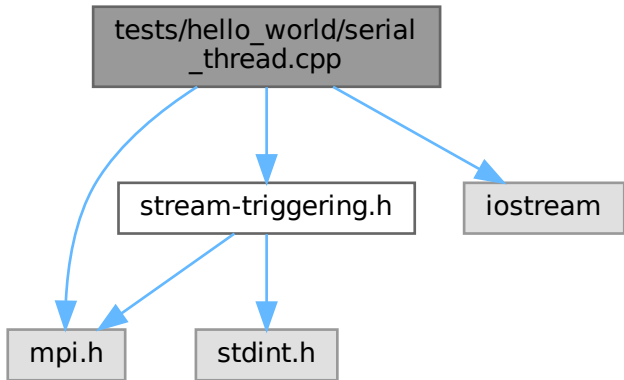 tests/hello_world/serial
_thread.cpp
stream-triggering.h
iostream
mpi.h
stdint.h